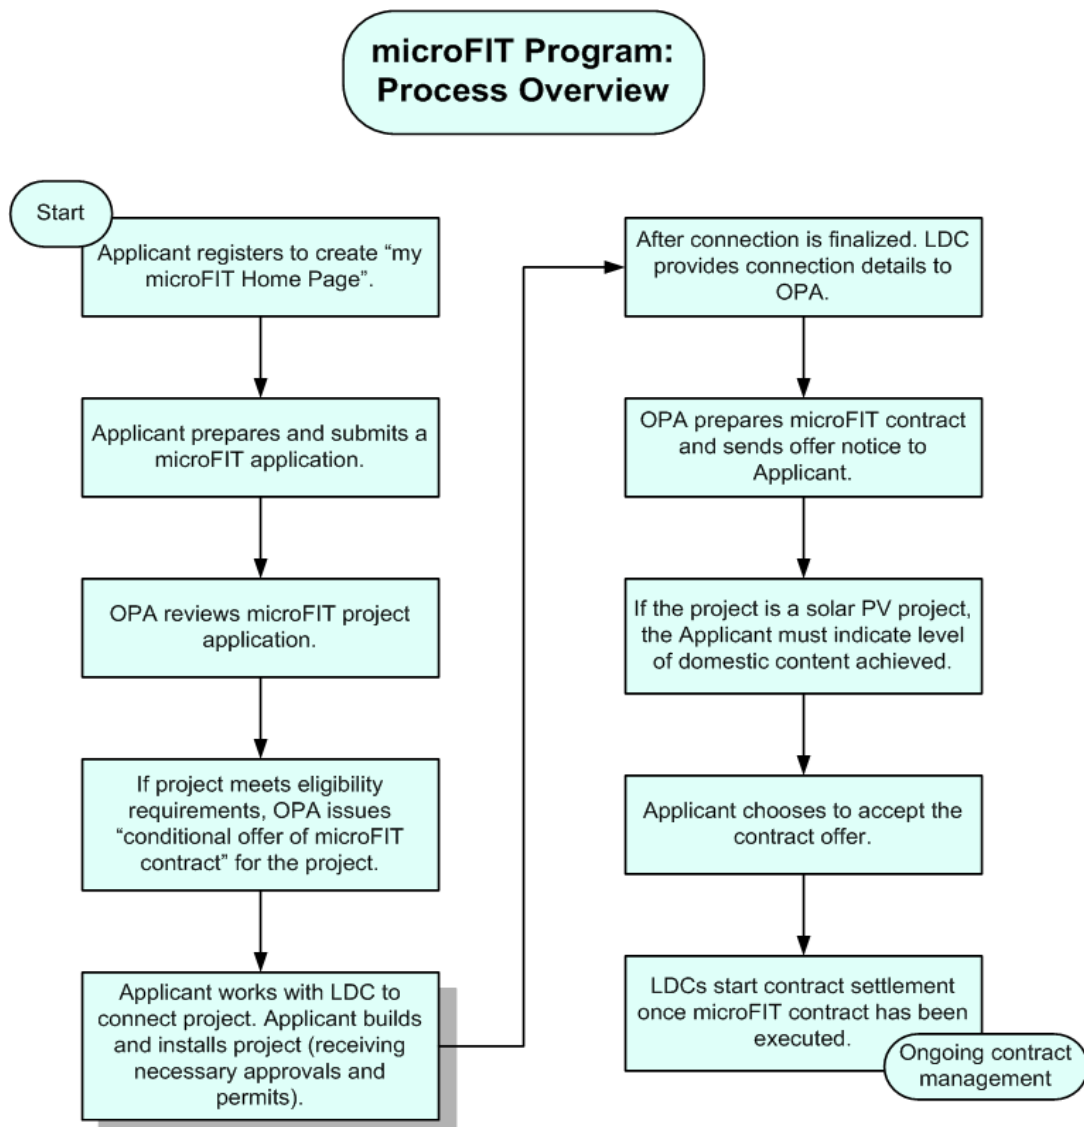 microFIT Program:
Process Overview
Start
Applicant registers to create “my
microFIT Home Page”.
Applicant prepares and submits a
microFIT application.
OPA reviews microFIT project
application.
If project meets eligibility
requirements, OPA issues
“conditional offer of microFIT
contract” for the project.
Applicant works with LDC to
connect project. Applicant builds
and installs project (receiving
necessary approvals and
permits).
After connection is finalized. LDC
provides connection details to
OPA.
OPA prepares microFIT contract
and sends offer notice to
Applicant.
If the project is a solar PV project,
the Applicant must indicate level
of domestic content achieved.
Applicant chooses to accept the
contract offer.
LDCs start contract settlement
once microFIT contract has been
executed.
Ongoing contract
management